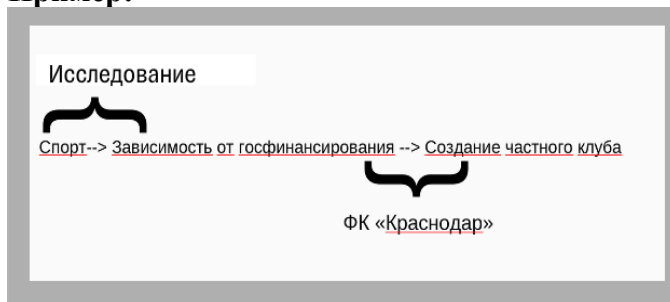 Пример:
Исследование
Спорт--> Зависимость от госфинансирования --> Создание частного клуба
ФК «Краснодар»